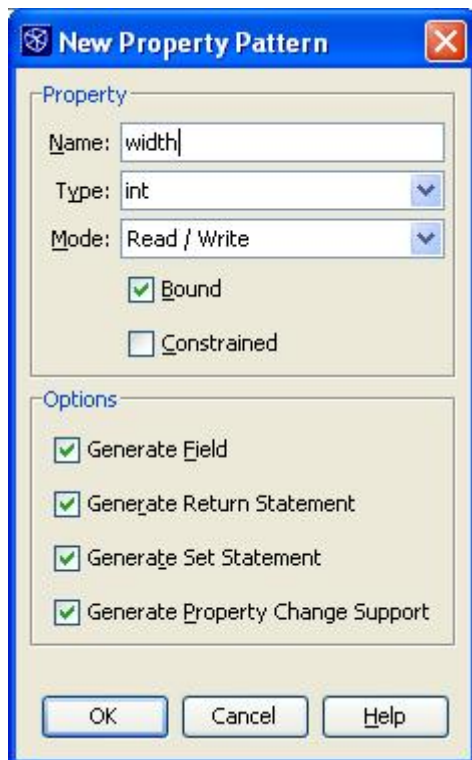 New Property Pattern
Property
Name: width
Type: int
Mode: Read / Write
Bound
Constrained
Options
Generate Field
Generate Return Statement
Generate Set Statement
Generate Property Change Support
OK Cancel Help